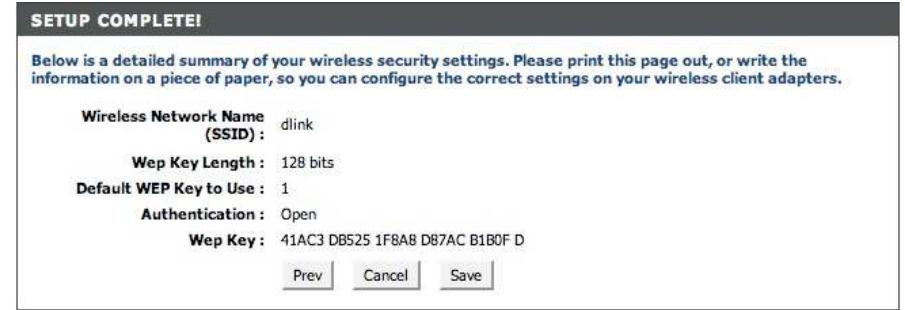 SETUP COMPLETE!
Below is a detailed summary of your wireless security settings. Please print this page out, or write the
information on a piece of paper, so you can configure the correct settings on your wireless client adapters.
Wireless Network Name
(SSID) : dlink
Wep Key Length : 128 bits
Default WEP Key to Use : 1
Authentication : Open
Wep Key : 41AC3 DB525 1F8A8 D87AC B1B0F D
Prev Cancel Save